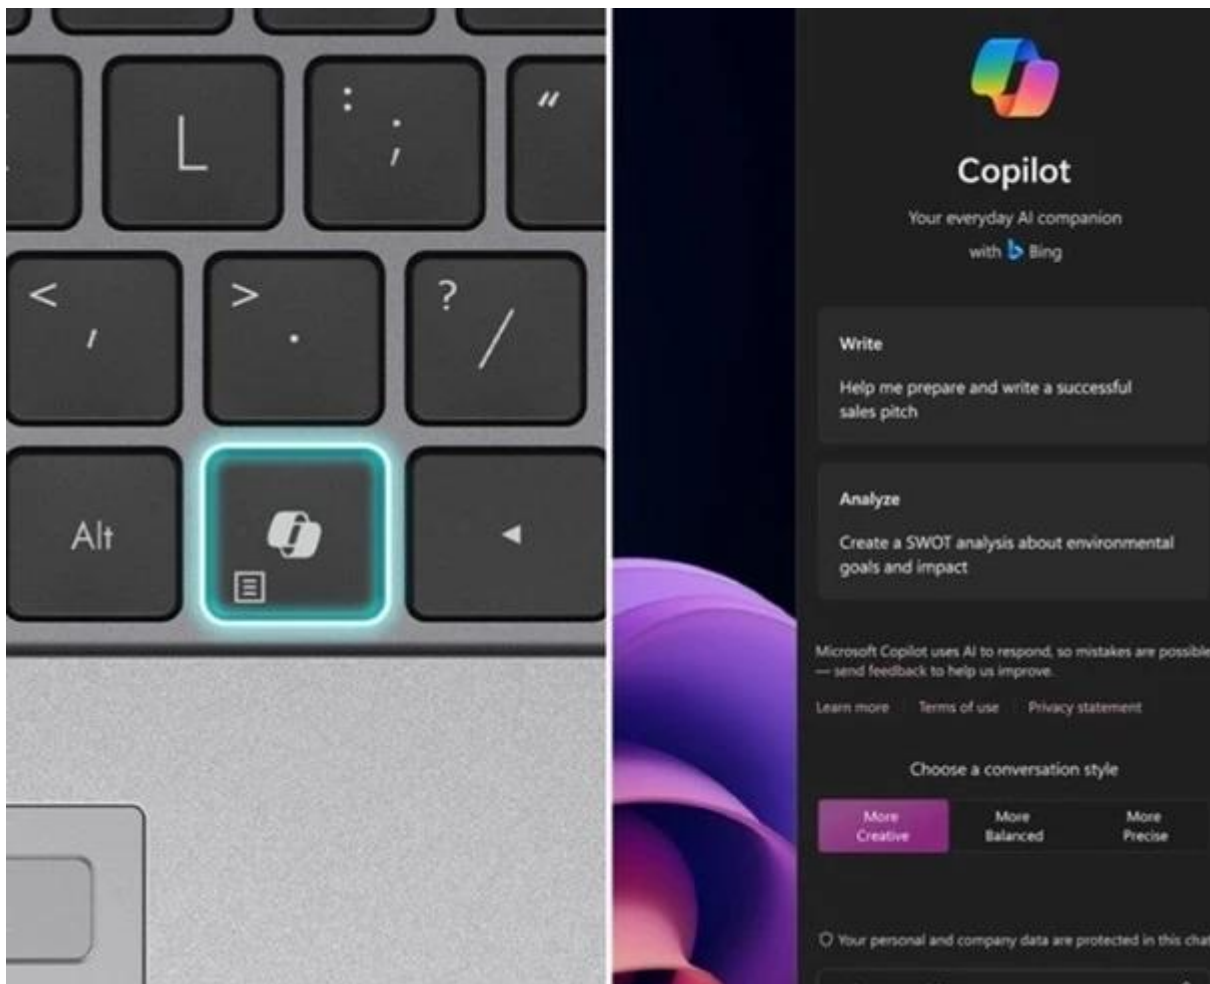 L
: ;
"
< ,
> .
? /
Alt
Copilot
Your everyday AI companion
with Bing
Write
Help me prepare and write a successful
sales pitch
Analyze
Create a SWOT analysis about environmental
goals and impact
Microsoft Copilot uses AI to respond, so mistakes are possible
— send feedback to help us improve.
Learn more Terms of use Privacy statement
Choose a conversation style
More Creative
More Balanced
More Precise
Your personal and company data are protected in this chat